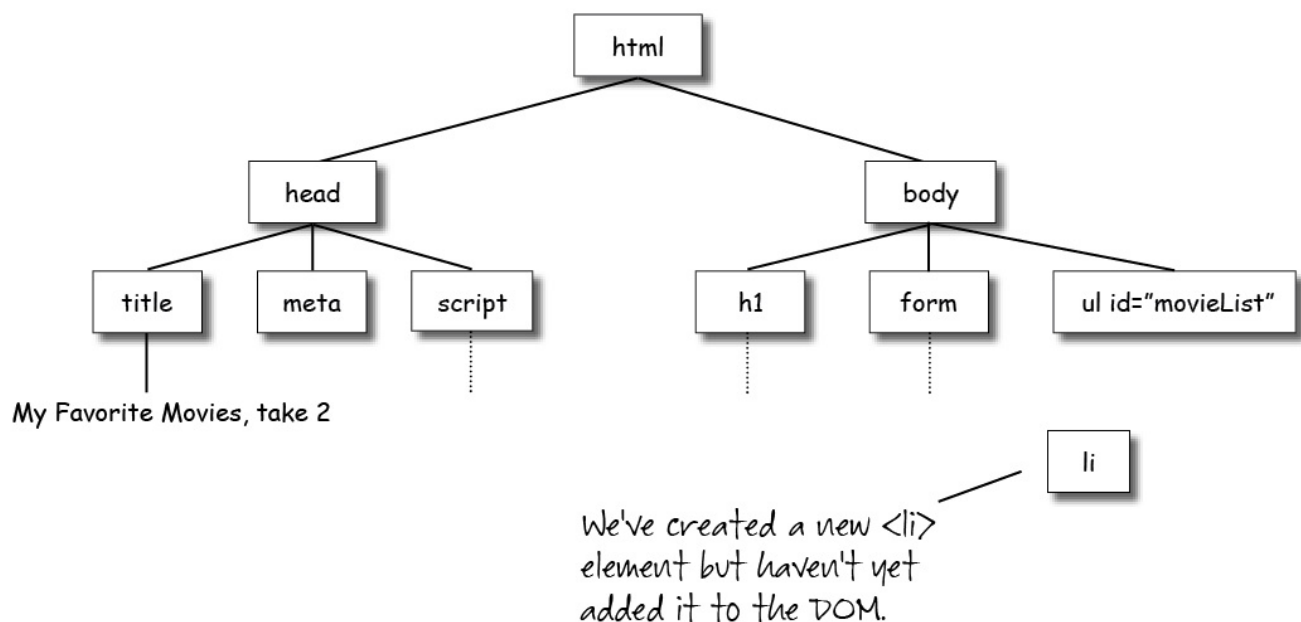 html
head
body
title
meta
script
h1
form
ul id=”movieList”
My Favorite Movies, take 2
li
We've created a new <li>
element but haven't yet
added it to the DOM.